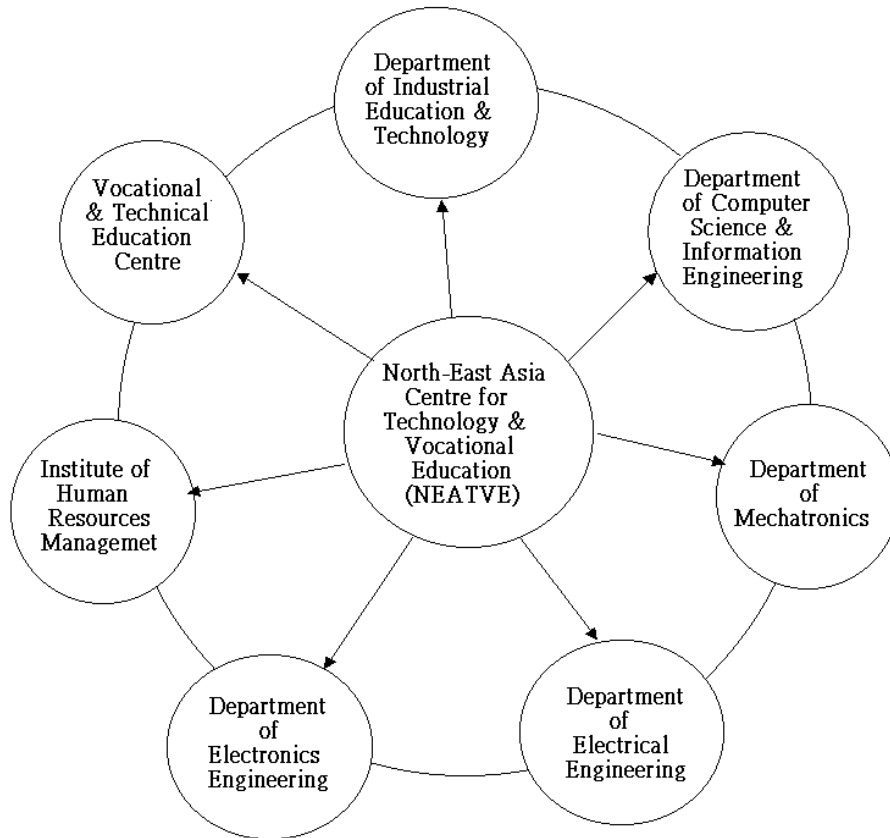 Department
of Industrial
Education &
Technology
Vocational
& Technical
Education
Centre
Department
of Computer
Science &
Information
Engineering
North-East Asia
Centre for
Technology &
Vocational
Education
(NEATVE)
Institute of
Human
Resources
Managemet
Department
of
Mechatronics
Department
of
Electronics
Engineering
Department
of
Electrical
Engineering